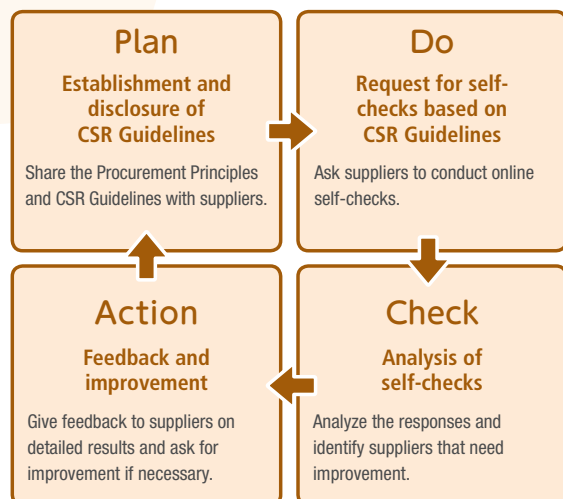 Plan
Establishment and
disclosure of
CSR Guidelines
Share the Procurement Principles
and CSR Guidelines with suppliers.
Do
Request for self-
checks based on
CSR Guidelines
Ask suppliers to conduct online
self-checks.
Check
Analysis of
self-checks
Analyze the responses and
identify suppliers that need
improvement.
Action
Feedback and
improvement
Give feedback to suppliers on
detailed results and ask for
improvement if necessary.